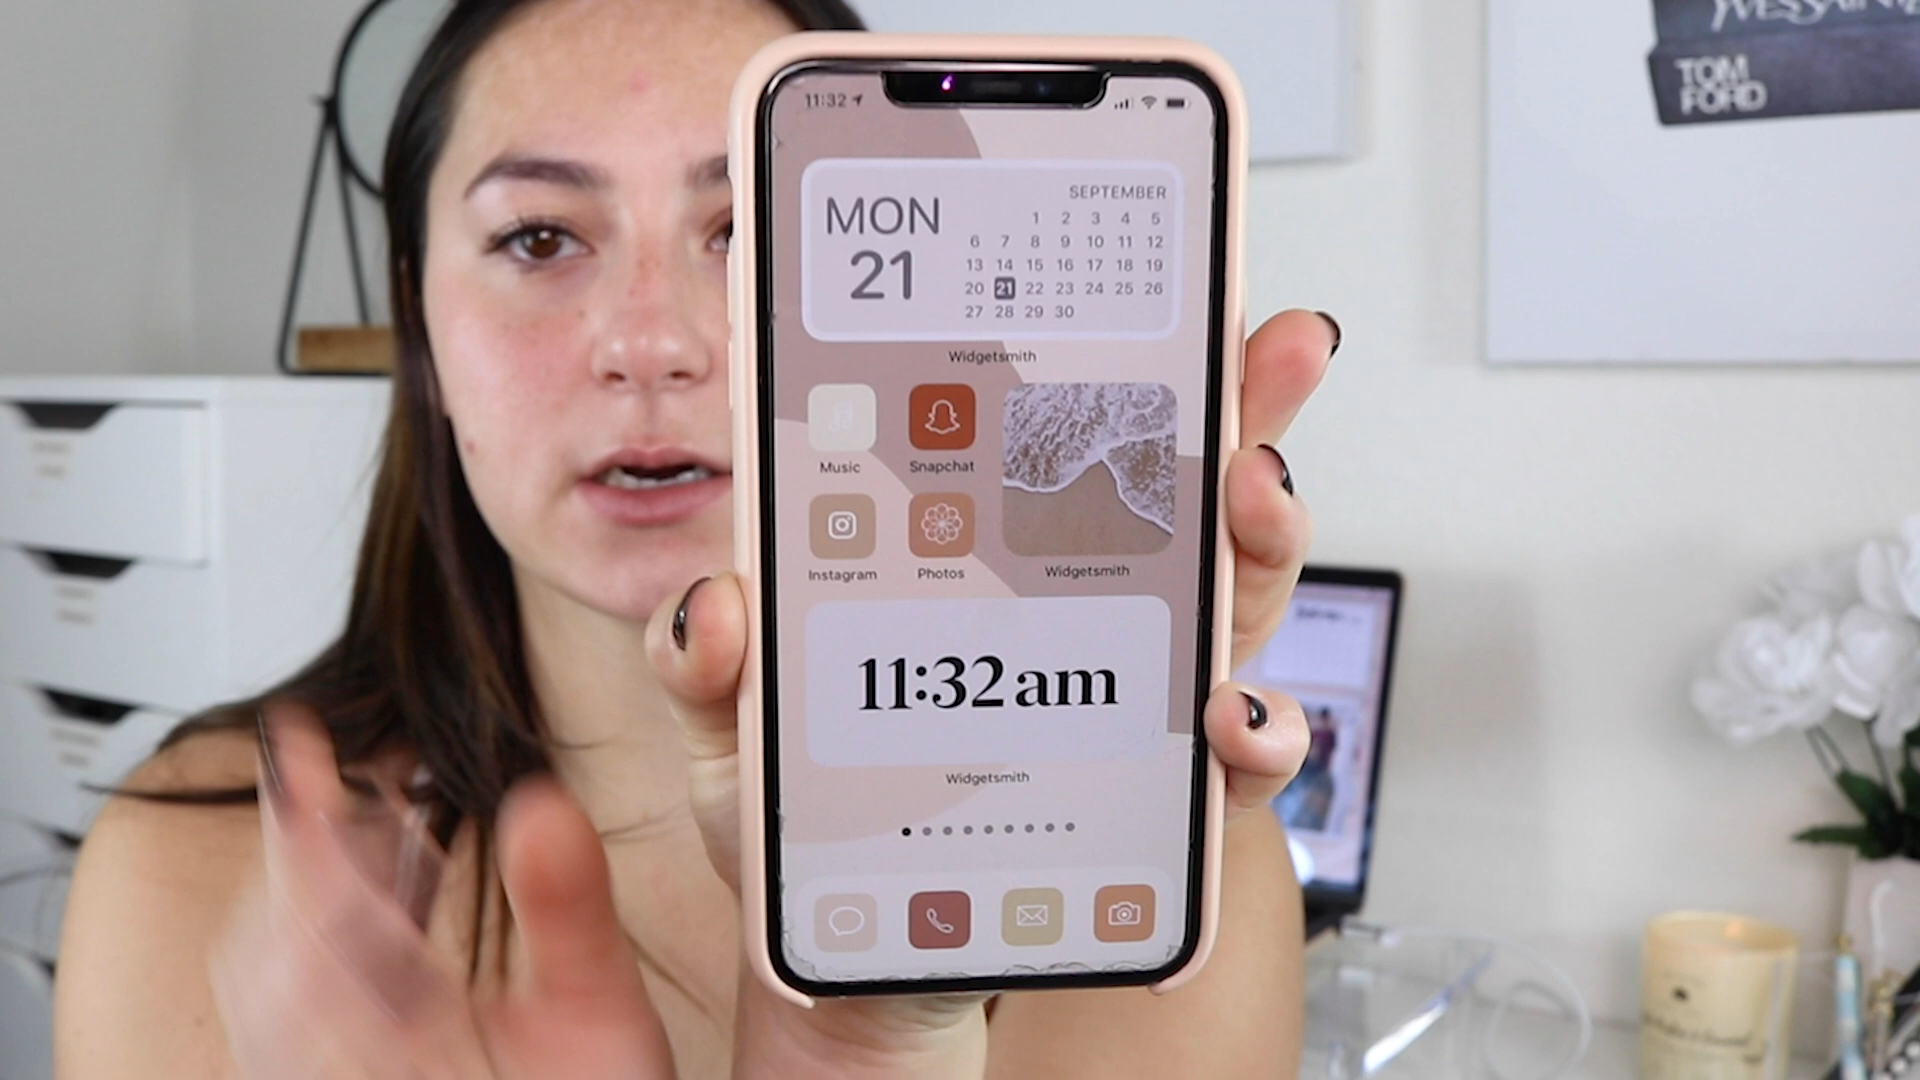 YVES SAINT
TOM
FORD
11:32
MON
21
SEPTEMBER
1 2 3 4 5
6 7 8 9 10 11 12
13 14 15 16 17 18 19
20 21 22 23 24 25 26
27 28 29 30
Widgetsmith
Music
Snapchat
Instagram
Photos
Widgetsmith
11:32 am
Widgetsmith